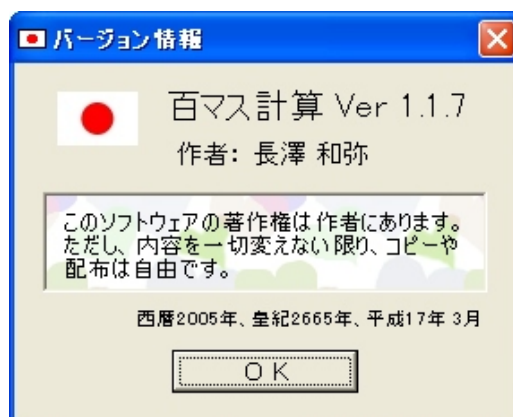 バージョン情報
百マス計算 Ver 1.1.7
作者: 長澤 和弥
このソフトウェアの著作権は作者にあります。
ただし、内容を一切変えない限り、コピーや
配布は自由です。
西暦2005年、皇紀2665年、平成17年 3月
OK